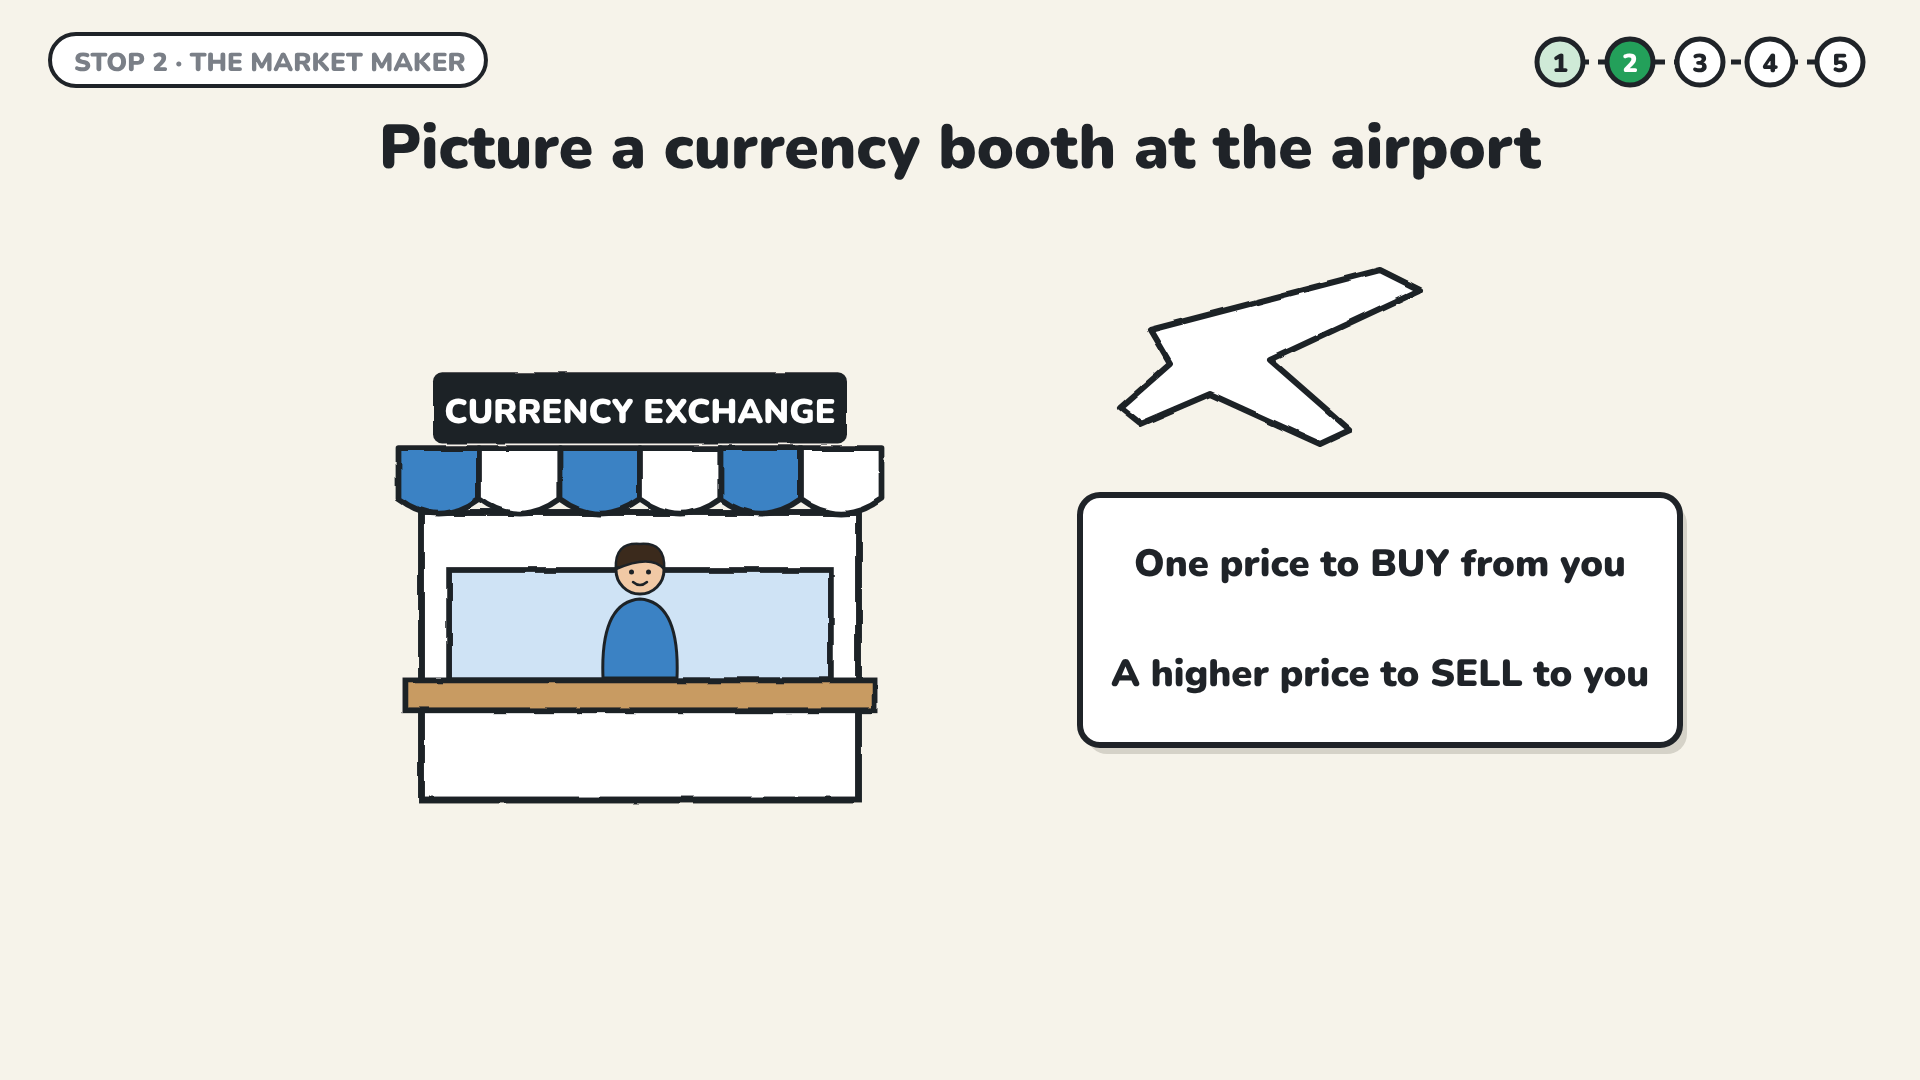 STOP 2 · THE MARKET MAKER
1 2 3 4 5
Picture a currency booth at the airport
CURRENCY EXCHANGE
One price to BUY from you
A higher price to SELL to you